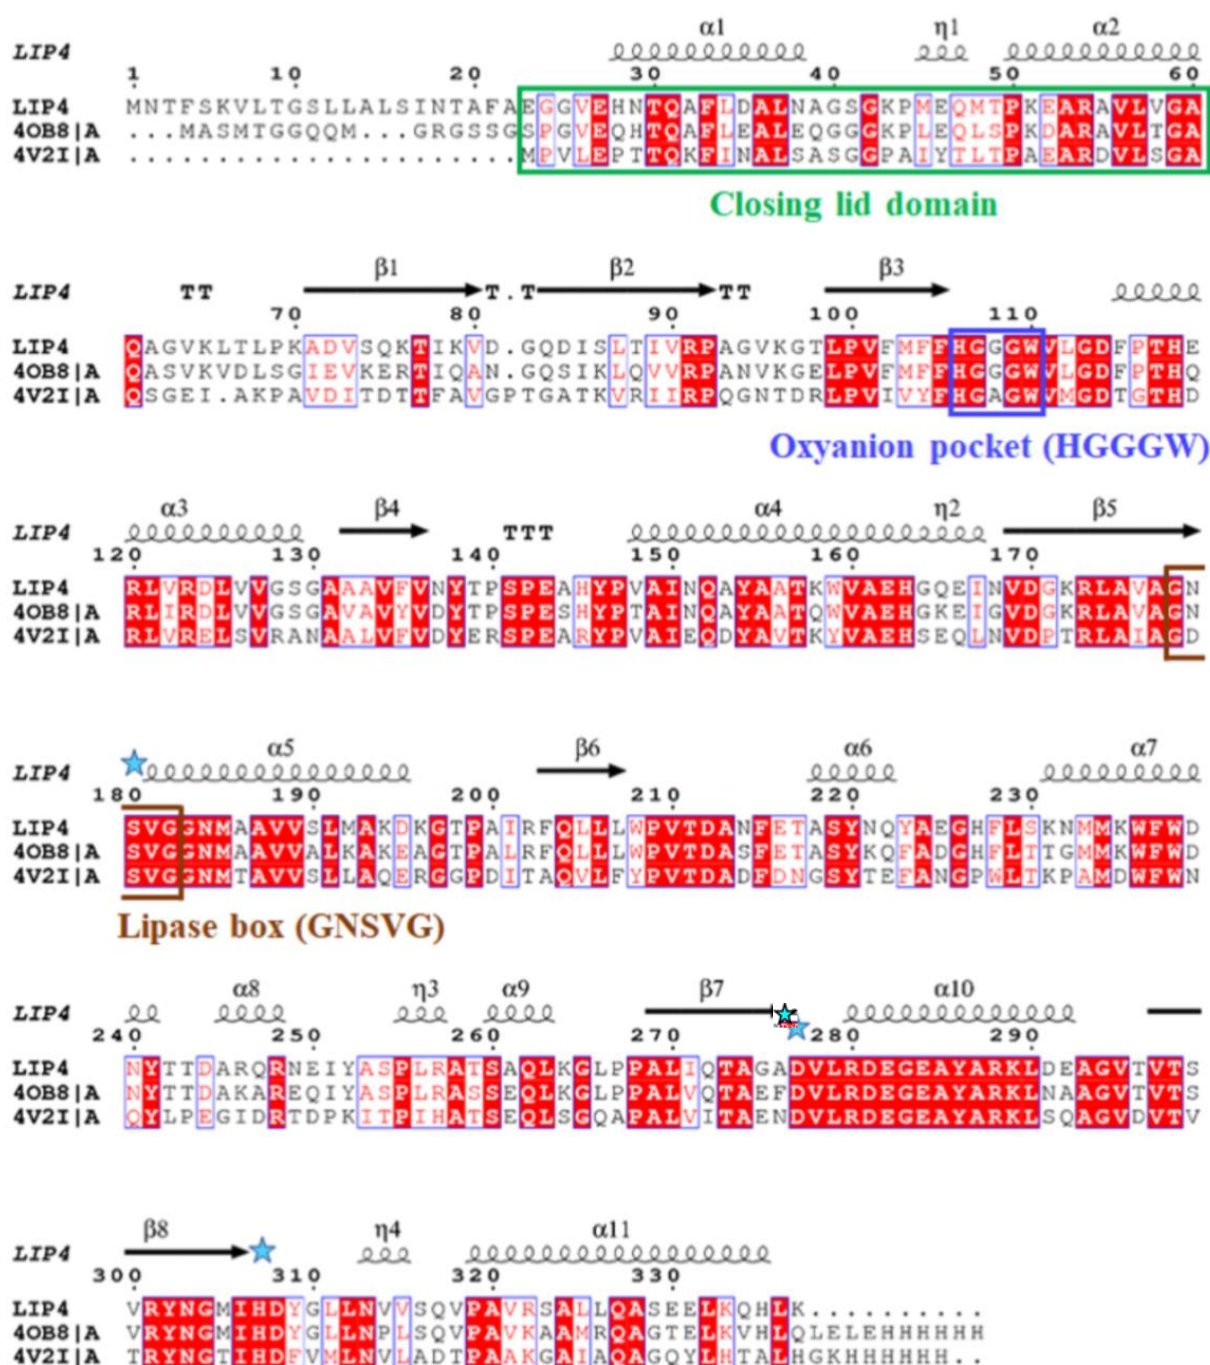 α1 η1 α2
LIP4
1 10 20 30 40 50 60
LIP4 MNTFSKVLTGSLLALSINTAFAEGGVEHNTQAFLDALNAGSGKPMEQMTPKEARAVLVGA
4OB8|A ...MASMTGGQQM...GRGSSGSPGVEQHTQAFLEALEQGGGKPLEQLSPKDARAVLTGA
4V2I|A ......................MPVLEPTTQKFINALSASGGPAIYTLTPAEARDVLSGA
Closing lid domain
β1 β2 β3
LIP4 TT T.T TT
70 80 90 100 110
LIP4 QAGVKLTLPKADVSQKTIKVD.GQDISLTIVRPAGVKGTLPVFMFFHGGGWVLGDFPTHE
4OB8|A QASVKVDLSGIEVKERTIQAN.GQSIKLQVVRPANVKGELPVFMFFHGGGWVLGDFPTHQ
4V2I|A QSGEI.AKPAVDITDTTFAVGPTGATKVRIIRPQGNTDRLPVIVYFHGAGWVMGDTGTHD
Oxyanion pocket (HGGGW)
α3 β4 α4 η2 β5
LIP4 TTT
120 130 140 150 160 170
LIP4 RLVRDLVVGSGAAAVFVNYTPSPEAHYPVAINQAYAATKWVAEHGQEINVDGKRLAVAGN
4OB8|A RLIRDLVVGSGAVAVYVDYTPSPESHYPTAINQAYAATQWVAEHGKEIGVDGKRLAVAGN
4V2I|A RLVRELSVRANAALVFVDYERSPEARYPVAIEQDYAVTKYVAEHSEQLNVDPTRLAIAGD
α5 β6 α6 α7
LIP4
180 190 200 210 220 230
LIP4 SVGGNMAAVVSLMAKDKGTPAIRFQLLLWPVTDANFETASYNQYAEGHFLSKNMMKWFWD
4OB8|A SVGGNMAAVVALKAKEAGTPALRFQLLLWPVTDASFETASYKQFADGHFLTTGMMKWFWD
4V2I|A SVGGNMTAVVSLLAQERGGPDITAQVLFYPVTDADFDNGSYTEFANGPWLTKPAMDWFWN
Lipase box (GNSVG)
α8 η3 α9 β7 α10
LIP4
240 250 260 270 280 290
LIP4 NYTTDARQRNEIYASPLRATSAQLKGLPPALIQTAGADVLRDEGEAYARKLDEAGVTVTS
4OB8|A NYTTDAKAREQIYASPLRASSEQLKGLPPALVQTAEFDVLRDEGEAYARKLNAAGVTVTS
4V2I|A QYLPEGIDRTDPKITPIHATSEQLSGQAPALVITAENDVLRDEGEAYARKLSQAGVDVTV
β8 η4 α11
LIP4
300 310 320 330
LIP4 VRYNGMIHDYGLLNVVSQVPAVRSALLQASEELKQHLK..........
4OB8|A VRYNGMIHDYGLLNPLSQVPAVKAAMRQAGTELKVHLQLELEHHHHHH
4V2I|A TRYNGTIHDFVMLNVLADTPAAKGAIAQAGQYLHTALHGKHHHHHH..